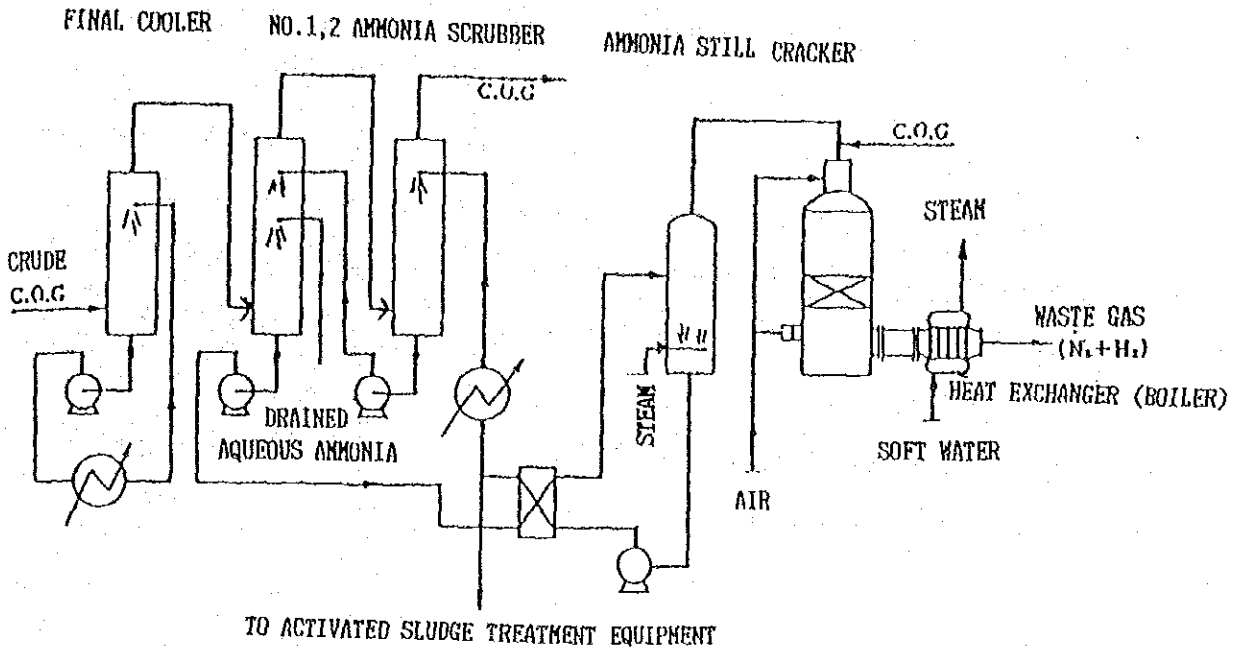 FINAL COOLER
NO.1,2 AMMONIA SCRUBBER
AMMONIA STILL CRACKER
C.O.G
C.O.G
STEAM
CRUDE
C.O.G
WASTE GAS
(N₂+H₂)
HEAT EXCHANGER (BOILER)
STEAM
DRAINED
AQUEOUS AMMONIA
SOFT WATER
AIR
TO ACTIVATED SLUDGE TREATMENT EQUIPMENT